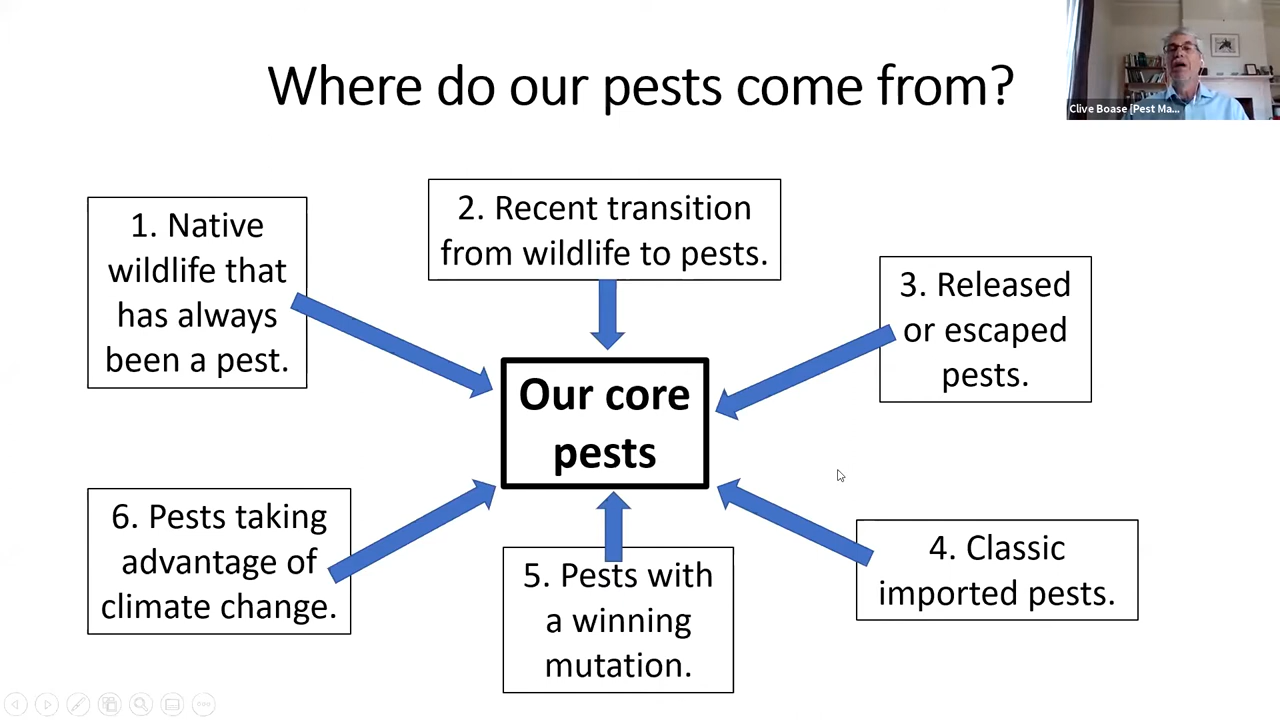 Where do our pests come from?
Clive Boase [Pest Ma...
1. Native
wildlife that
has always
been a pest.
2. Recent transition
from wildlife to pests.
3. Released
or escaped
pests.
Our core
pests
6. Pests taking
advantage of
climate change.
5. Pests with
a winning
mutation.
4. Classic
imported pests.